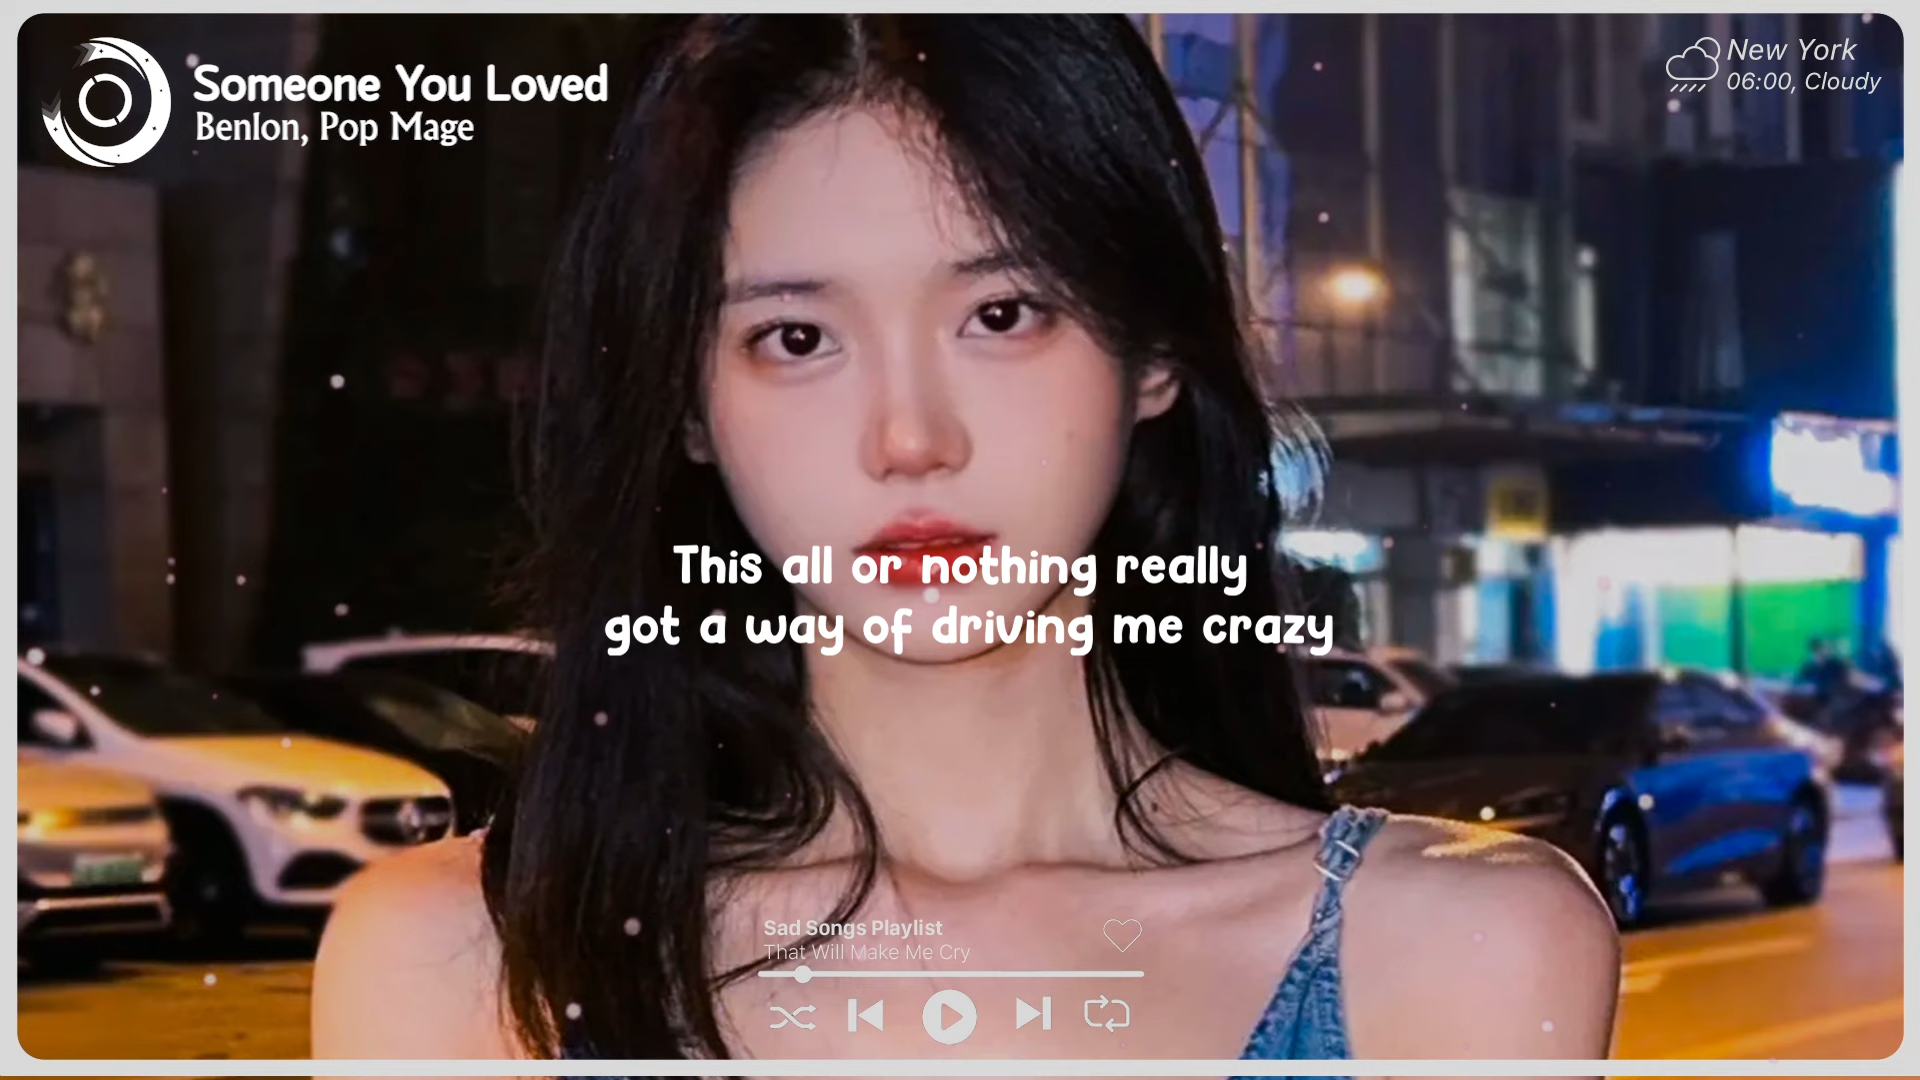 Someone You Loved
Benlon, Pop Mage
New York
06:00, Cloudy
This all or nothing really
got a way of driving me crazy
Sad Songs Playlist
That Will Make Me Cry